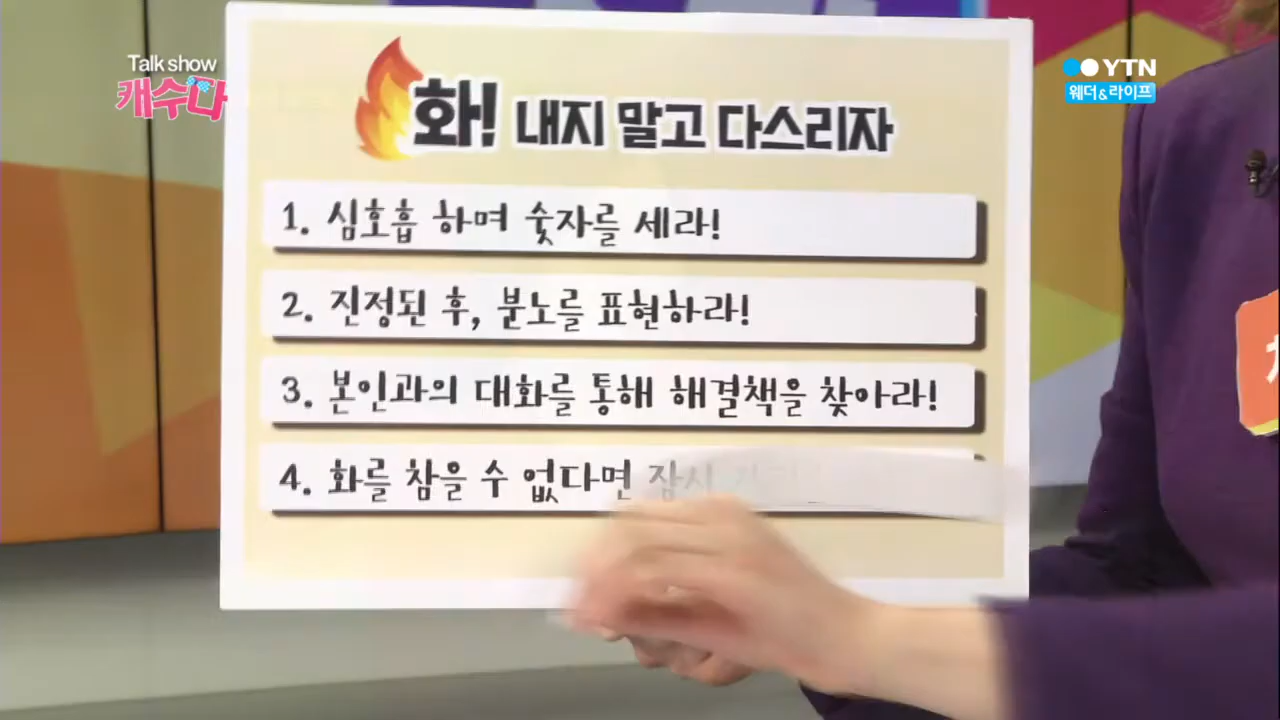 Talk show
캐수다
YTN
웨더&라이프
화! 내지 말고 다스리자
1. 심호흡 하며 숫자를 세라!
2. 진정된 후, 분노를 표현하라!
3. 본인과의 대화를 통해 해결책을 찾아라!
4. 화를 참을 수 없다면 잠시